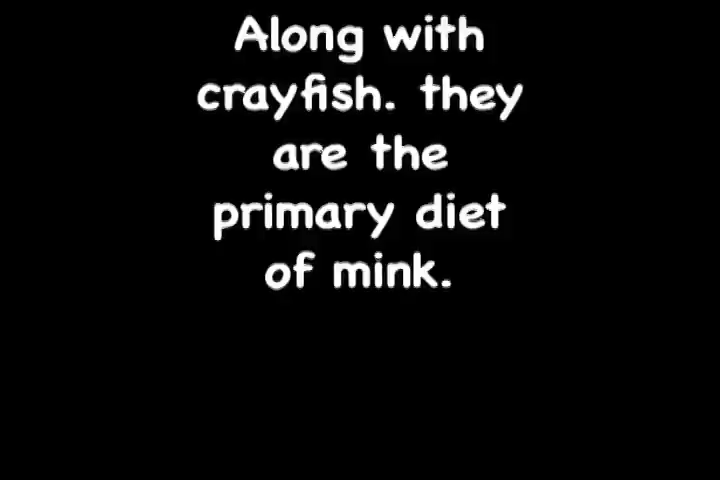 Along with
crayfish. they
are the
primary diet
of mink.